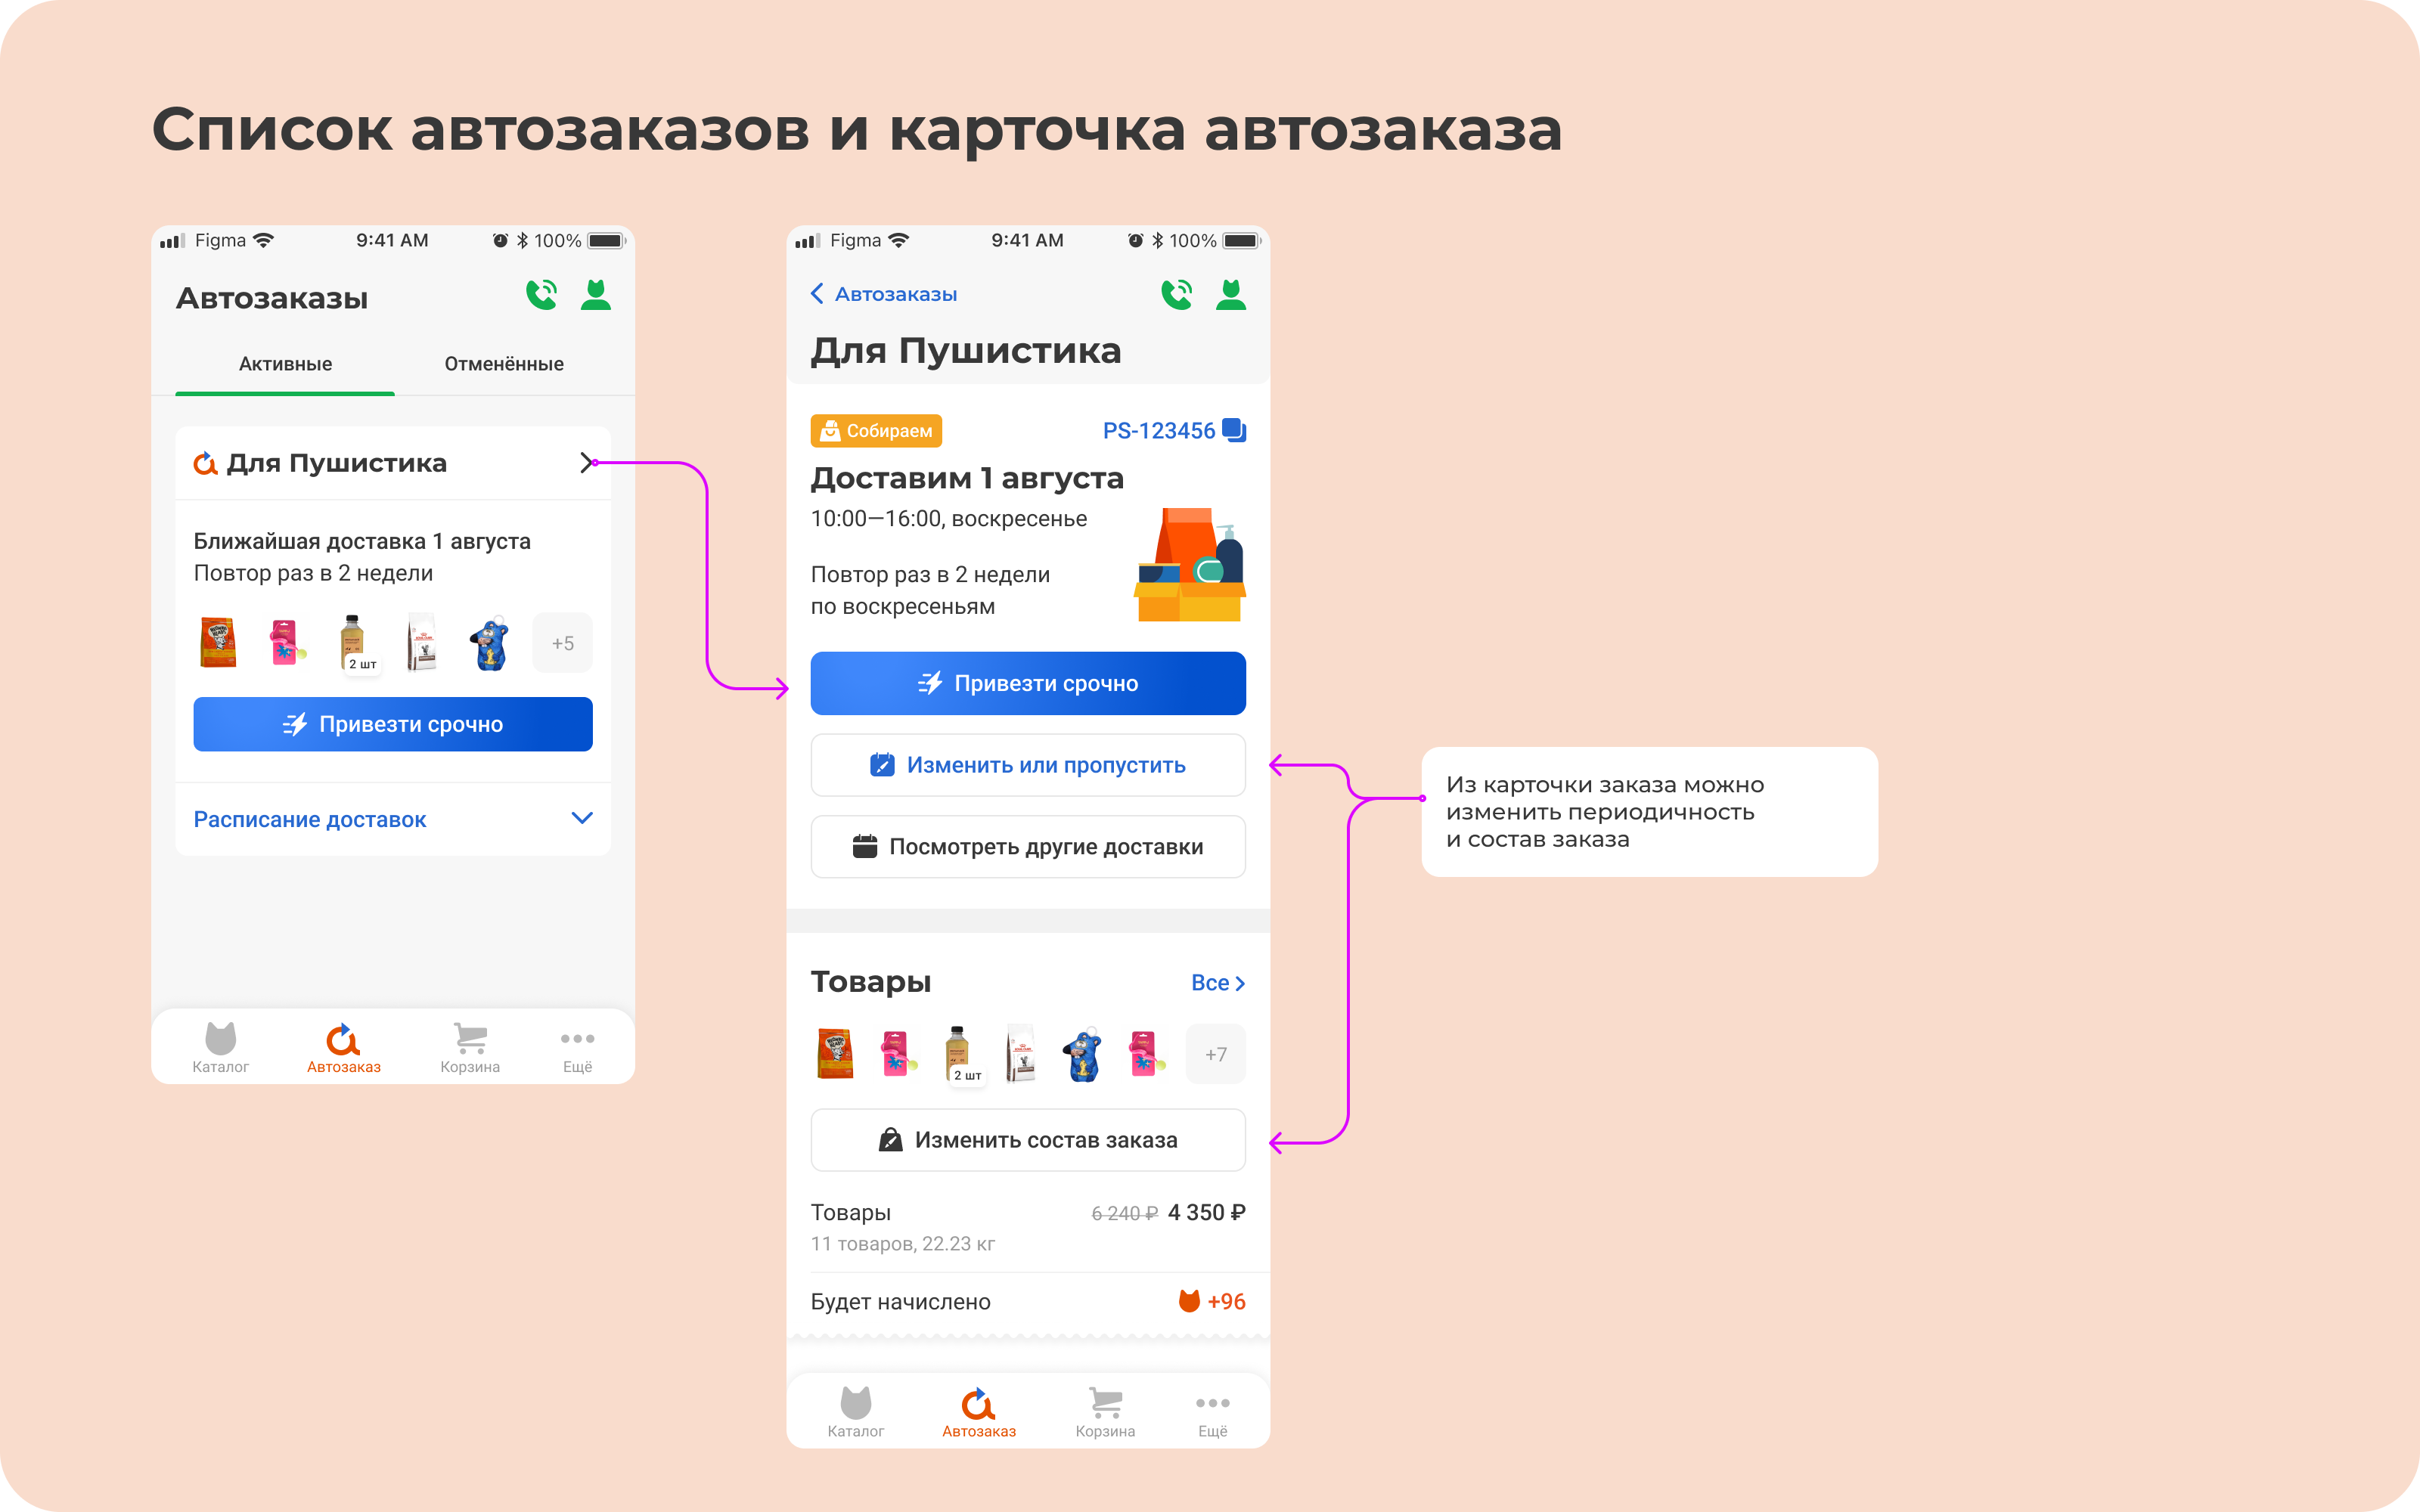 Список автозаказов и карточка автозаказа
Figma
9:41 AM
100%
Автозаказы
Активные
Отменённые
Для Пушистика
Ближайшая доставка 1 августа
Повтор раз в 2 недели
2 шт
+5
Привезти срочно
Расписание доставок
Каталог
Автозаказ
Корзина
Ещё
Figma
9:41 AM
100%
Автозаказы
Для Пушистика
Собираем
PS-123456
Доставим 1 августа
10:00—16:00, воскресенье
Повтор раз в 2 недели
по воскресеньям
Привезти срочно
Изменить или пропустить
Посмотреть другие доставки
Товары
Все
2 шт
+7
Изменить состав заказа
Товары
6 240 ₽ 4 350 ₽
11 товаров, 22.23 кг
Будет начислено
+96
Каталог
Автозаказ
Корзина
Ещё
Из карточки заказа можно
изменить периодичность
и состав заказа